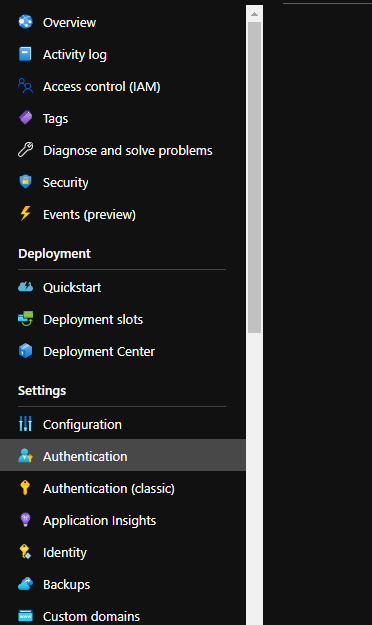 Overview
Activity log
Access control (IAM)
Tags
Diagnose and solve problems
Security
Events (preview)
Deployment
Quickstart
Deployment slots
Deployment Center
Settings
Configuration
Authentication
Authentication (classic)
Application Insights
Identity
Backups
Custom domains